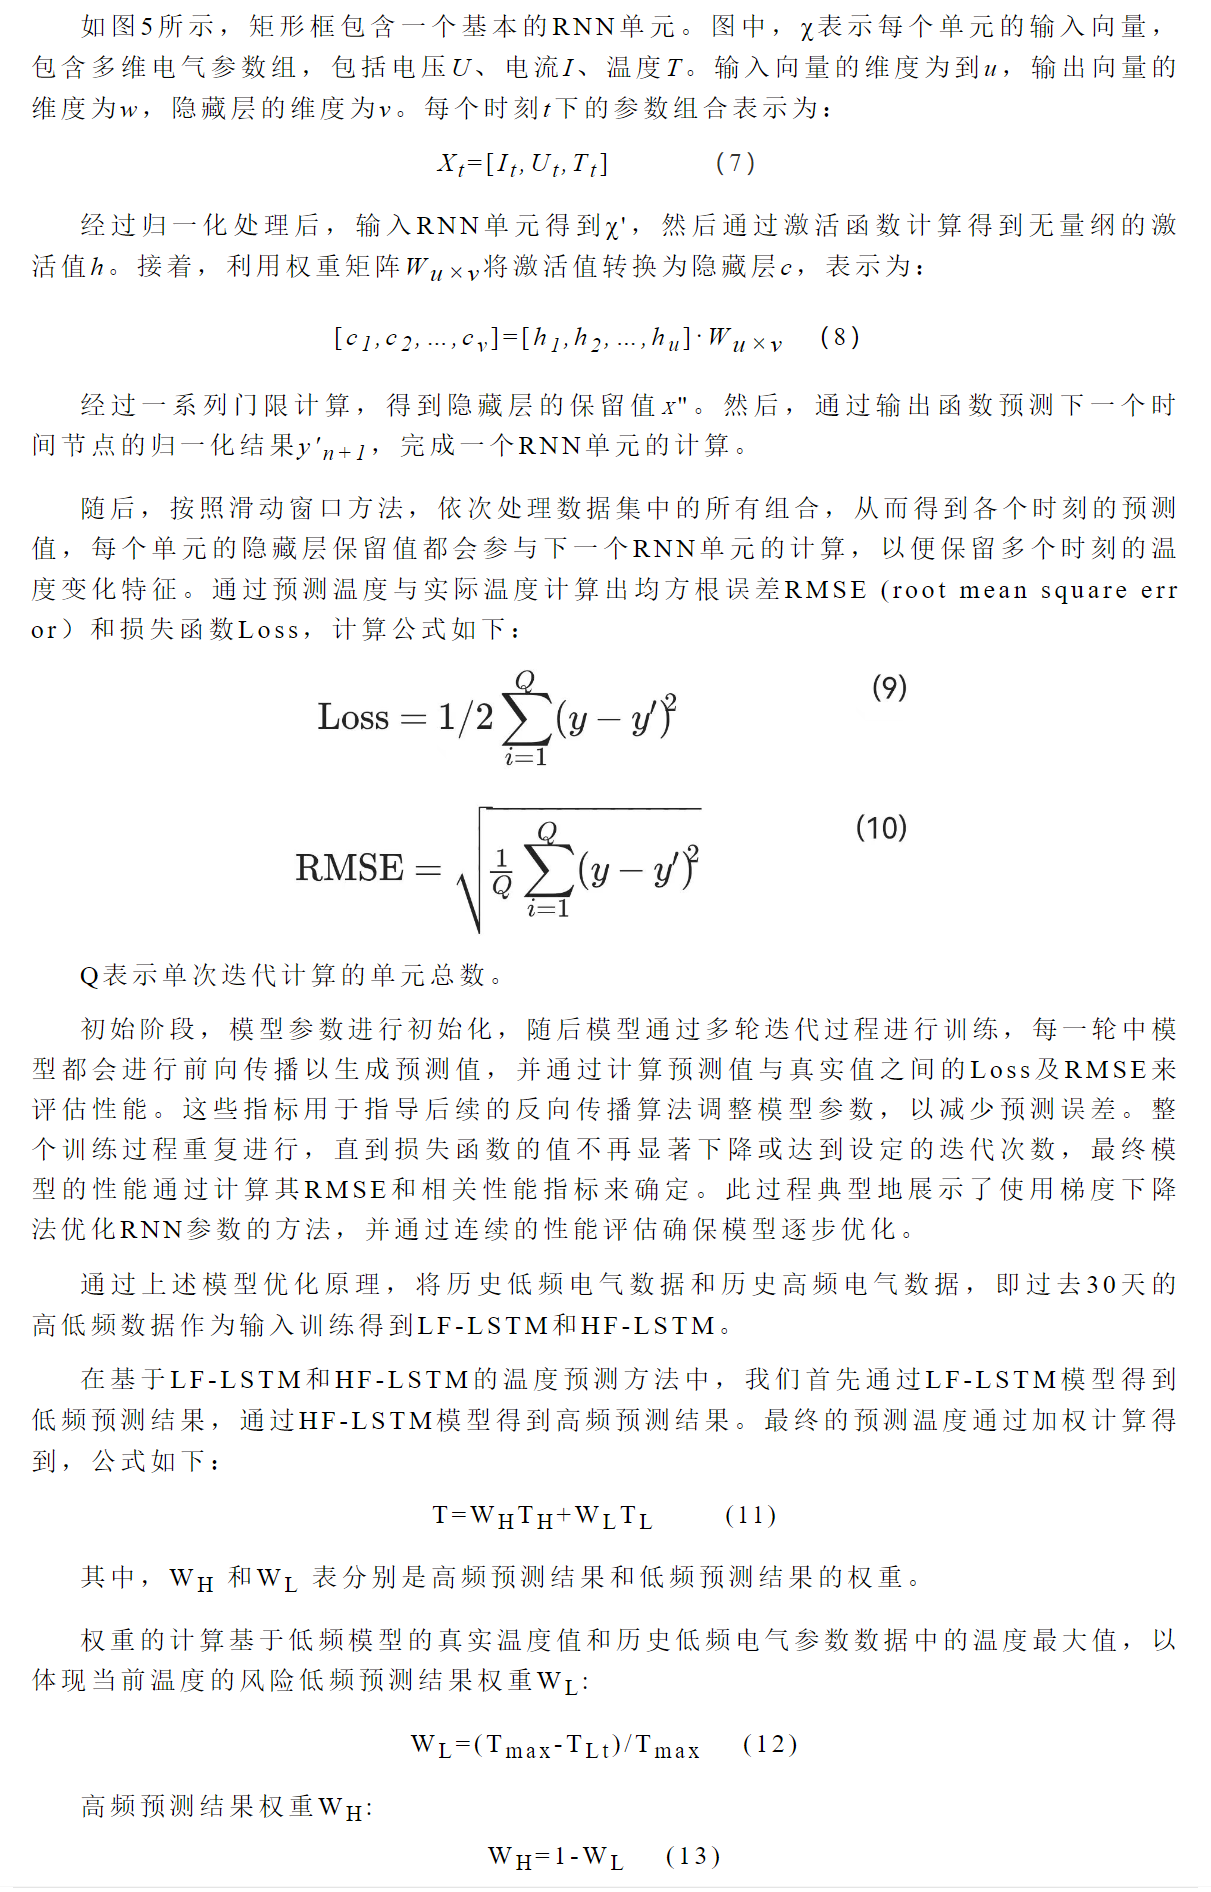 如图5所示，矩形框包含一个基本的RNN单元。图中，χ表示每个单元的输入向量，
包含多维电气参数组，包括电压U、电流I、温度T。输入向量的维度为到u，输出向量的
维度为w，隐藏层的维度为v。每个时刻t下的参数组合表示为：
X_t=[I_t,U_t,T_t] （7）
经过归一化处理后，输入RNN单元得到χ'，然后通过激活函数计算得到无量纲的激
活值h。接着，利用权重矩阵W_{u×v}将激活值转换为隐藏层c，表示为：
[c_1,c_2,...,c_v]=[h_1,h_2,...,h_u]·W_{u×v} （8）
经过一系列门限计算，得到隐藏层的保留值x"。然后，通过输出函数预测下一个时
间节点的归一化结果y'_{n+1}，完成一个RNN单元的计算。
随后，按照滑动窗口方法，依次处理数据集中的所有组合，从而得到各个时刻的预测
值，每个单元的隐藏层保留值都会参与下一个RNN单元的计算，以便保留多个时刻的温
度变化特征。通过预测温度与实际温度计算出均方根误差RMSE (root mean square err
or）和损失函数Loss，计算公式如下：
Loss = 1/2 \sum_{i=1}^{Q} (y − y′)^2 (9)
RMSE = \sqrt{\frac{1}{Q} \sum_{i=1}^{Q} (y − y′)^2} (10)
Q表示单次迭代计算的单元总数。
初始阶段，模型参数进行初始化，随后模型通过多轮迭代过程进行训练，每一轮中模
型都会进行前向传播以生成预测值，并通过计算预测值与真实值之间的Loss及RMSE来
评估性能。这些指标用于指导后续的反向传播算法调整模型参数，以减少预测误差。整
个训练过程重复进行，直到损失函数的值不再显著下降或达到设定的迭代次数，最终模
型的性能通过计算其RMSE和相关性能指标来确定。此过程典型地展示了使用梯度下降
法优化RNN参数的方法，并通过连续的性能评估确保模型逐步优化。
通过上述模型优化原理，将历史低频电气数据和历史高频电气数据，即过去30天的
高低频数据作为输入训练得到LF-LSTM和HF-LSTM。
在基于LF-LSTM和HF-LSTM的温度预测方法中，我们首先通过LF-LSTM模型得到
低频预测结果，通过HF-LSTM模型得到高频预测结果。最终的预测温度通过加权计算得
到，公式如下：
T=W_HT_H+W_LT_L (11)
其中，W_H 和W_L 表分别是高频预测结果和低频预测结果的权重。
权重的计算基于低频模型的真实温度值和历史低频电气参数数据中的温度最大值，以
体现当前温度的风险低频预测结果权重W_L:
W_L=(T_{max}-T_{Lt})/T_{max} (12)
高频预测结果权重W_H:
W_H=1-W_L (13)